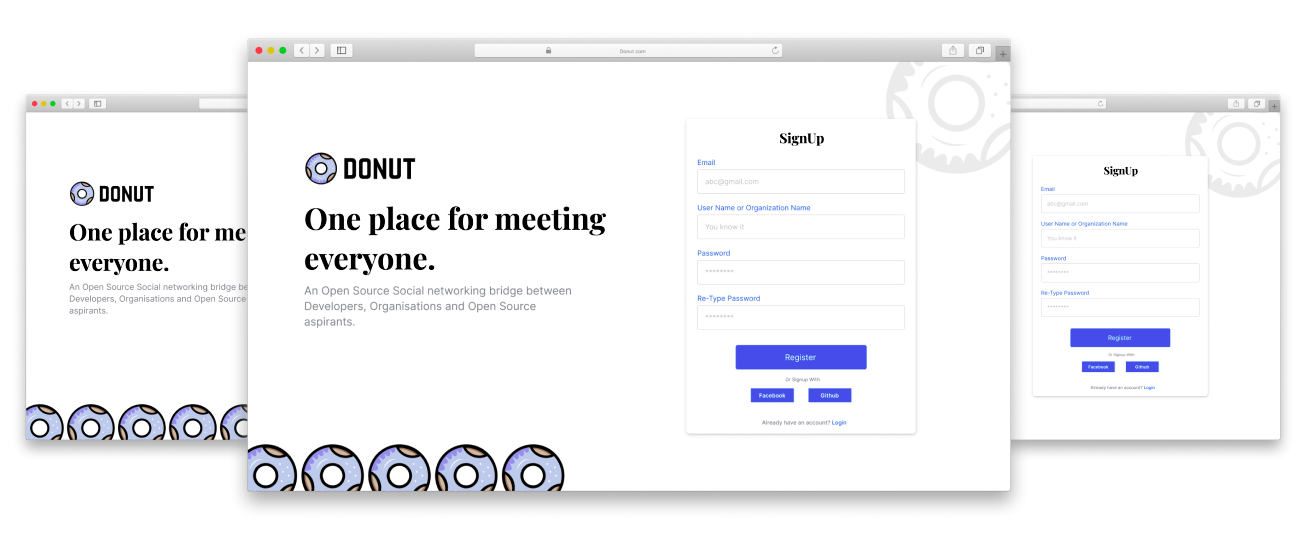 Donut.com
DONUT
One place for me
everyone.
An Open Source Social networking bridge be
Developers, Organisations and Open Source
aspirants.
DONUT
One place for meeting
everyone.
An Open Source Social networking bridge between
Developers, Organisations and Open Source
aspirants.
SignUp
Email
abc@gmail.com
User Name or Organization Name
You know it
Password
********
Re-Type Password
********
Register
Or Signup With
Facebook Github
Already have an account? Login
SignUp
Email
abc@gmail.com
User Name or Organization Name
You know it
Password
********
Re-Type Password
********
Register
Or Signup With
Facebook Github
Already have an account? Login